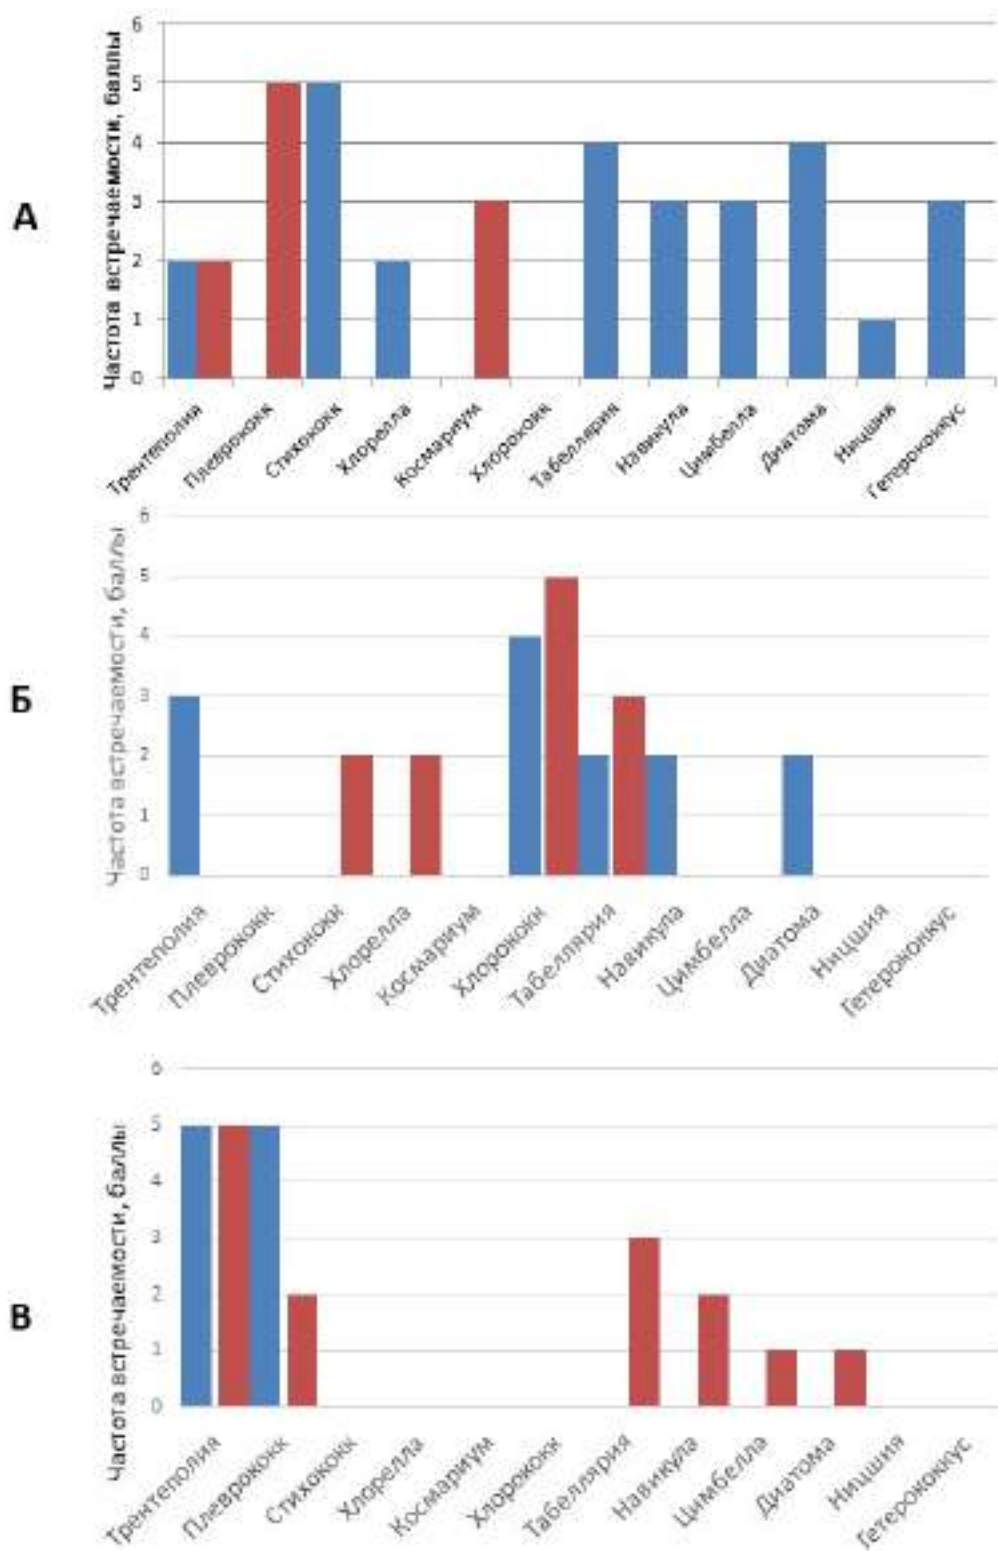 А
Частота встречаемости, баллы
6
5
4
3
2
1
0
Трентеполия
Плеврококк
Стихококк
Хлорелла
Космариум
Хлорококк
Табеллярия
Навикула
Цимбелла
Диатома
Ницшия
Гетерококкус
Б
Частота встречаемости, баллы
6
5
4
3
2
1
0
Трентеполия
Плеврококк
Стихококк
Хлорелла
Космариум
Хлорококк
Табеллярия
Навикула
Цимбелла
Диатома
Ницшия
Гетерококкус
В
Частота встречаемости, баллы
6
5
4
3
2
1
0
Трентеполия
Плеврококк
Стихококк
Хлорелла
Космариум
Хлорококк
Табеллярия
Навикула
Цимбелла
Диатома
Ницшия
Гетерококкус